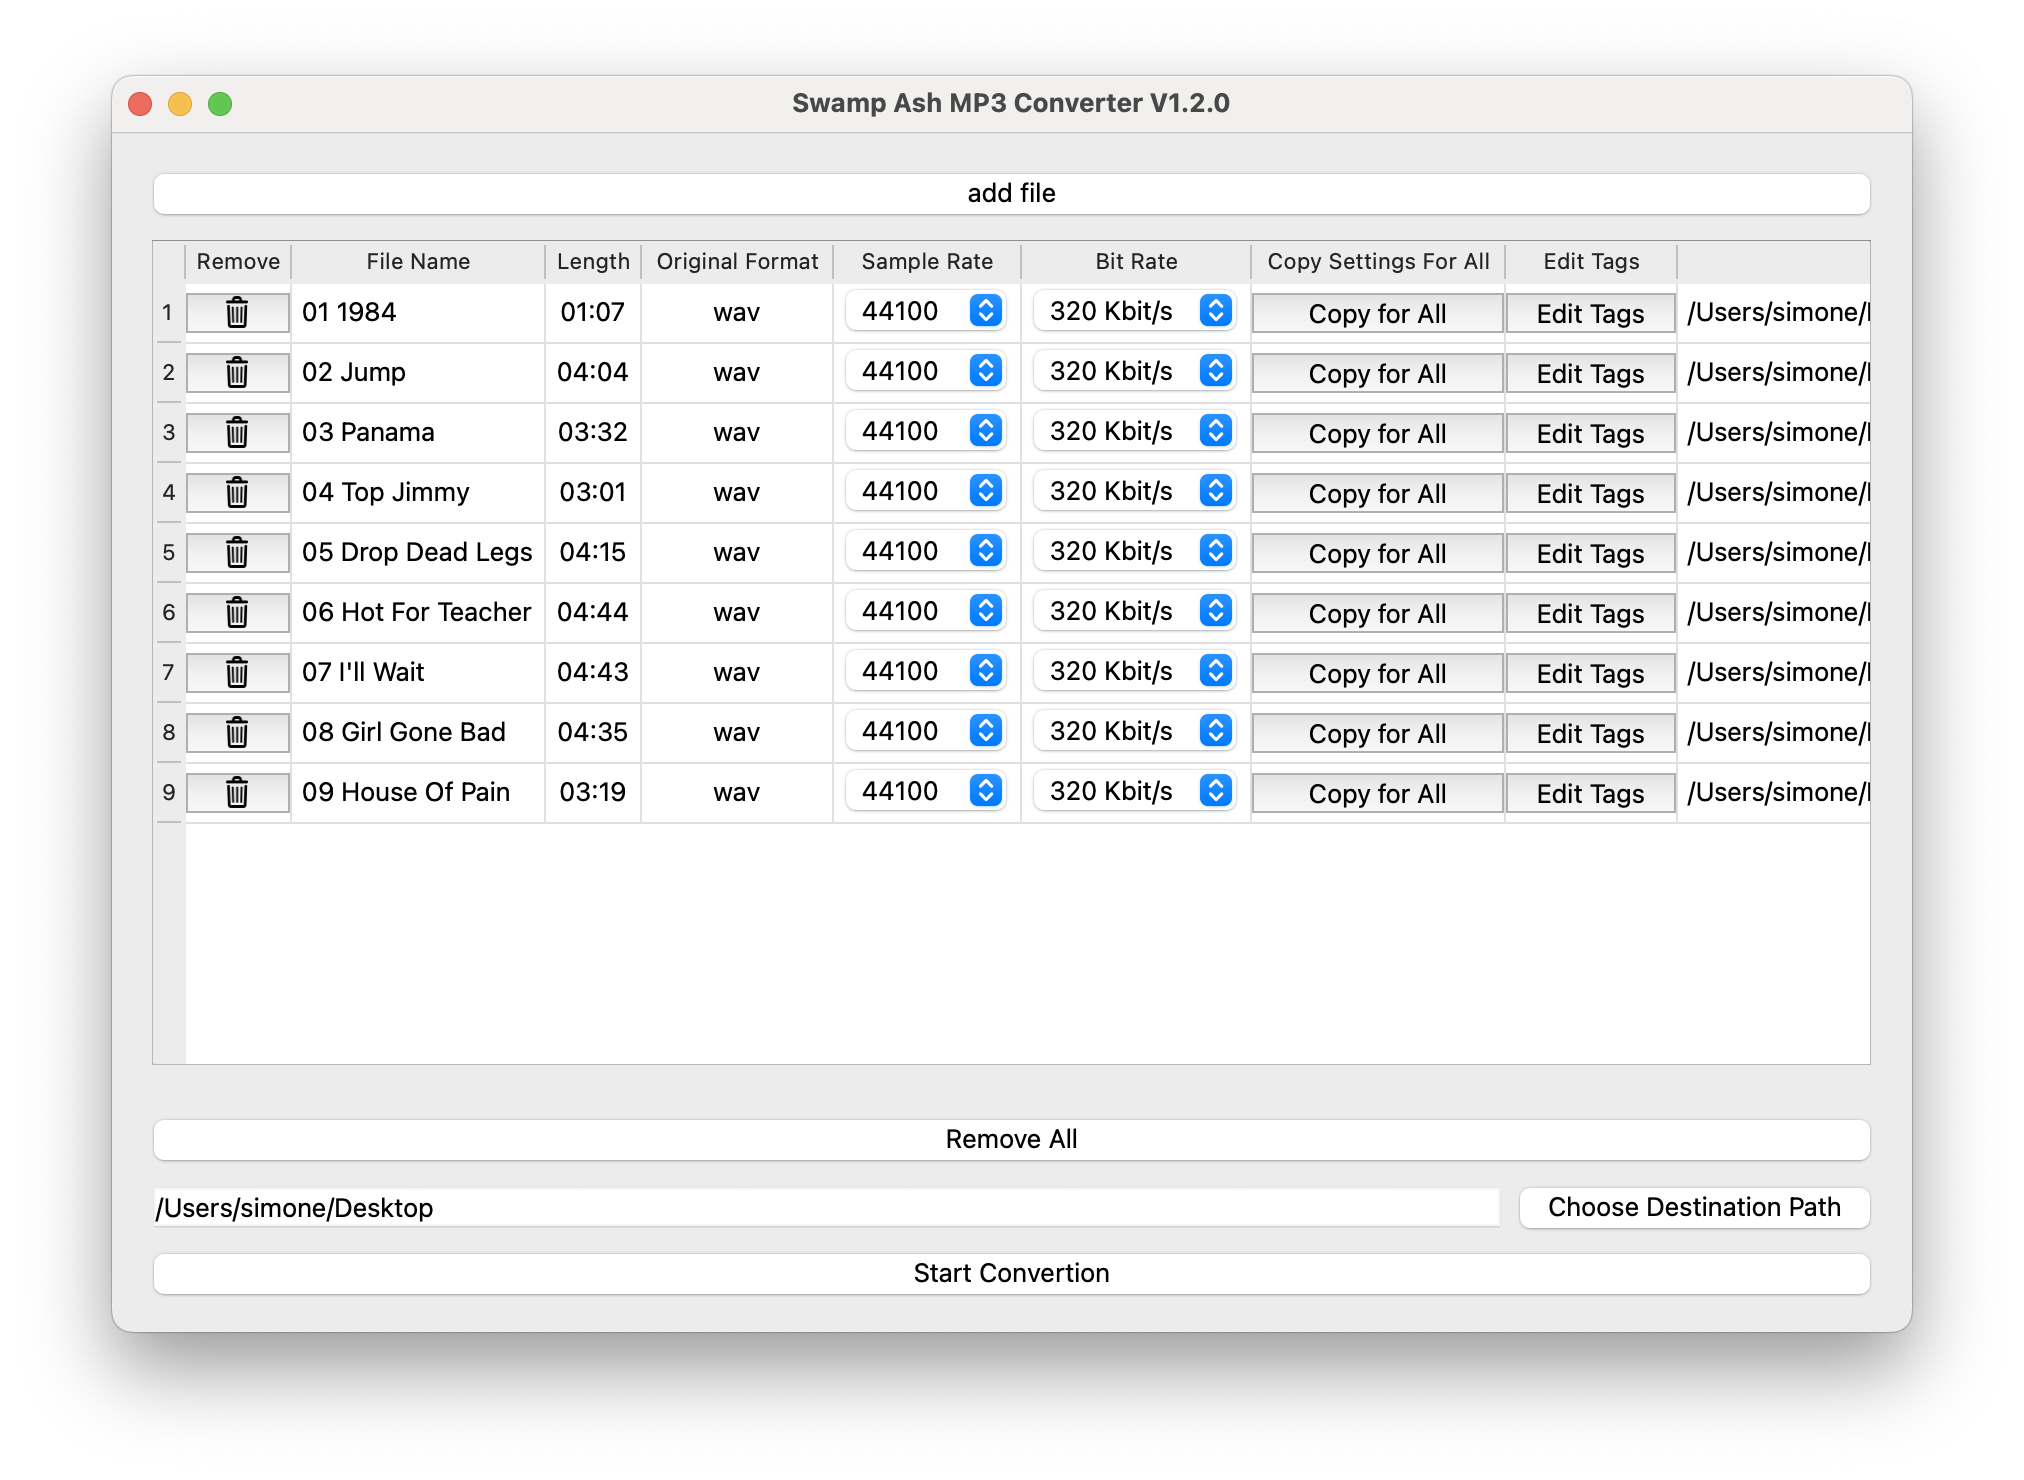 Swamp Ash MP3 Converter V1.2.0
add file
Remove File Name Length Original Format Sample Rate Bit Rate Copy Settings For All Edit Tags
1 01 1984 01:07 wav 44100 320 Kbit/s Copy for All Edit Tags /Users/simone/
2 02 Jump 04:04 wav 44100 320 Kbit/s Copy for All Edit Tags /Users/simone/
3 03 Panama 03:32 wav 44100 320 Kbit/s Copy for All Edit Tags /Users/simone/
4 04 Top Jimmy 03:01 wav 44100 320 Kbit/s Copy for All Edit Tags /Users/simone/
5 05 Drop Dead Legs 04:15 wav 44100 320 Kbit/s Copy for All Edit Tags /Users/simone/
6 06 Hot For Teacher 04:44 wav 44100 320 Kbit/s Copy for All Edit Tags /Users/simone/
7 07 I'll Wait 04:43 wav 44100 320 Kbit/s Copy for All Edit Tags /Users/simone/
8 08 Girl Gone Bad 04:35 wav 44100 320 Kbit/s Copy for All Edit Tags /Users/simone/
9 09 House Of Pain 03:19 wav 44100 320 Kbit/s Copy for All Edit Tags /Users/simone/
Remove All
/Users/simone/Desktop Choose Destination Path
Start Convertion